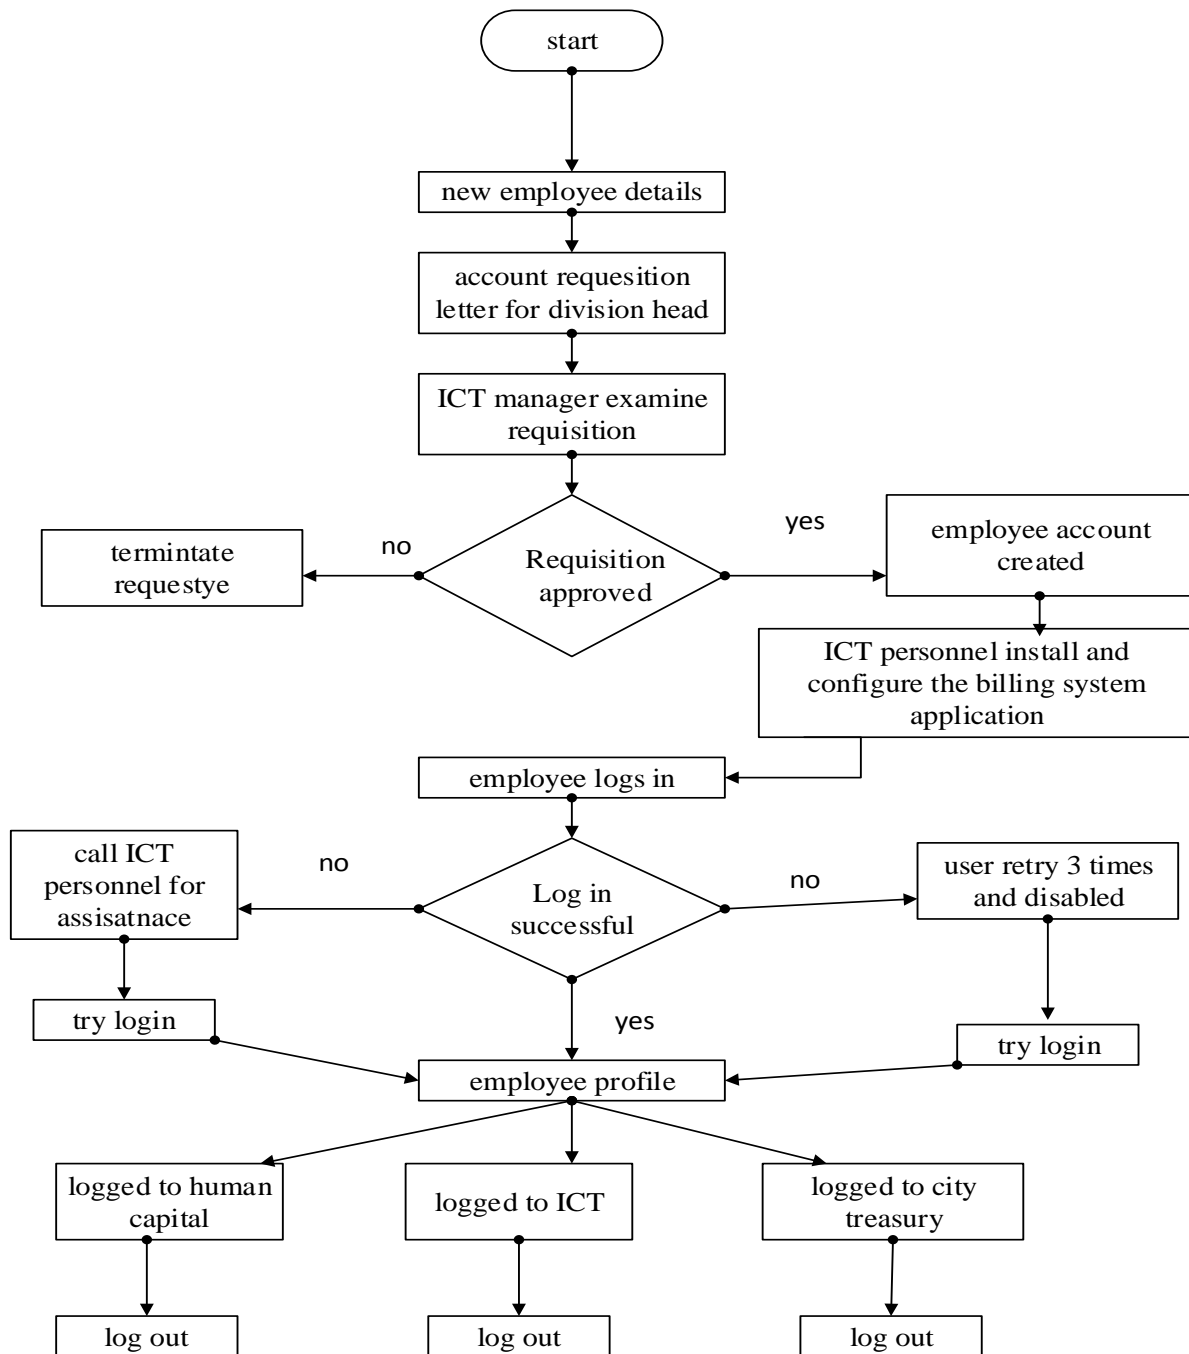 start
new employee details
account requesition
letter for division head
ICT manager examine
requisition
yes
no
termintate
requestye
Requisition
approved
employee account
created
ICT personnel install and
configure the billing system
application
employee logs in
call ICT
personnel for
assisatnace
no
Log in
successful
no
user retry 3 times
and disabled
try login
yes
try login
employee profile
logged to human
capital
logged to ICT
logged to city
treasury
log out
log out
log out